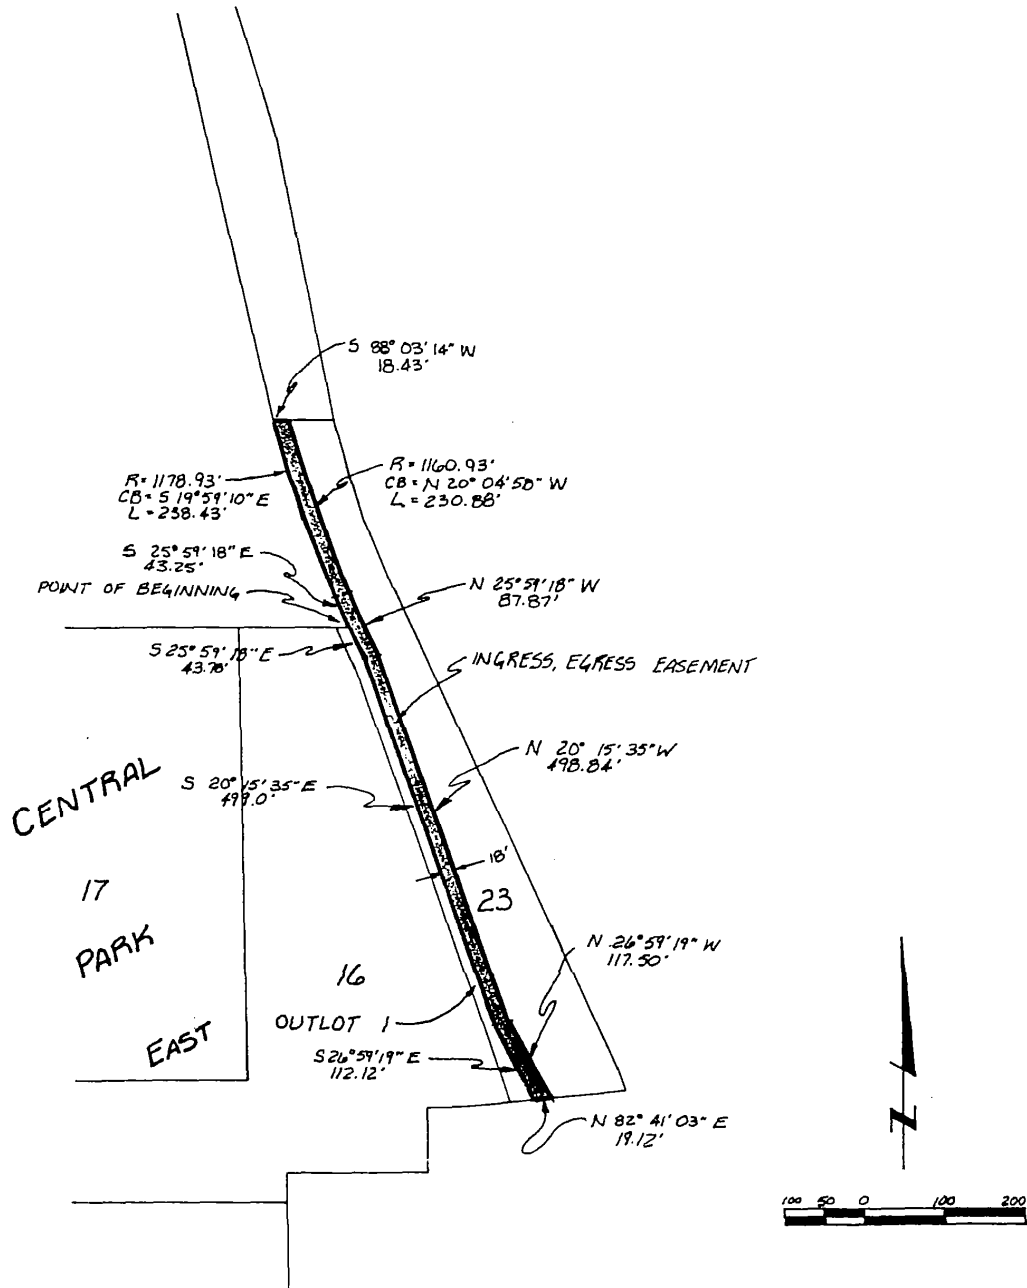 S 88° 03' 14" W
18.43'
R = 1178.93'
CB = S 19° 59' 10" E
L = 238.43'
R = 1160.93'
CB = N 20° 04' 58" W
L = 230.88'
S 25° 59' 18" E
43.25'
POINT OF BEGINNING
N 25° 59' 18" W
87.87'
S 25° 59' 18" E
43.78'
INGRESS, EGRESS EASEMENT
N 20° 15' 35" W
498.84'
S 20° 15' 35" E
499.0'
CENTRAL
17
PARK
EAST
18'
23
16
OUTLOT 1
N 26° 59' 19" W
117.50'
S 26° 59' 19" E
112.12'
N 82° 41' 03" E
19.12'
N
100 50 0 100 200